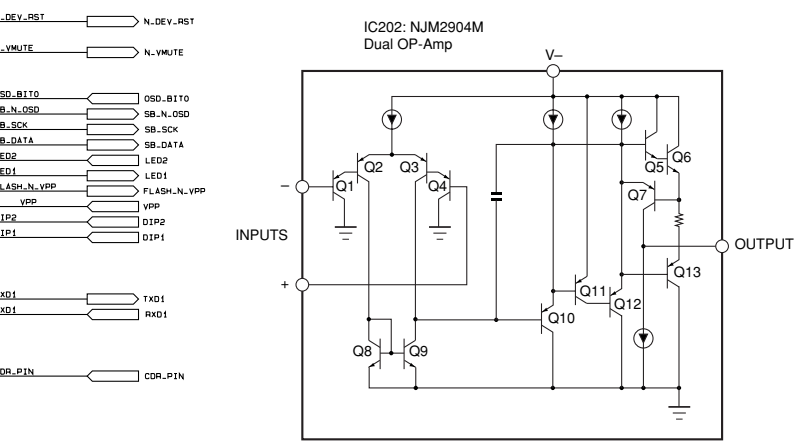 _DEV_RST
N_DEV_RST
_VMUTE
N_VMUTE
SD_BIT0
OSD_BIT0
B_N_OSD
SB_N_OSD
B_SCK
SB_SCK
B_DATA
SB_DATA
ED2
LED2
ED1
LED1
LASH_N_VPP
FLASH_N_VPP
VPP
VPP
IP2
DIP2
IP1
DIP1
XD1
TXD1
XD1
RXD1
DR_PIN
CDR_PIN
IC202: NJM2904M
Dual OP-Amp
V–
Q2
Q3
Q5
Q6
–
Q1
Q4
Q7
INPUTS
OUTPUT
+
Q11
Q13
Q12
Q10
Q8
Q9